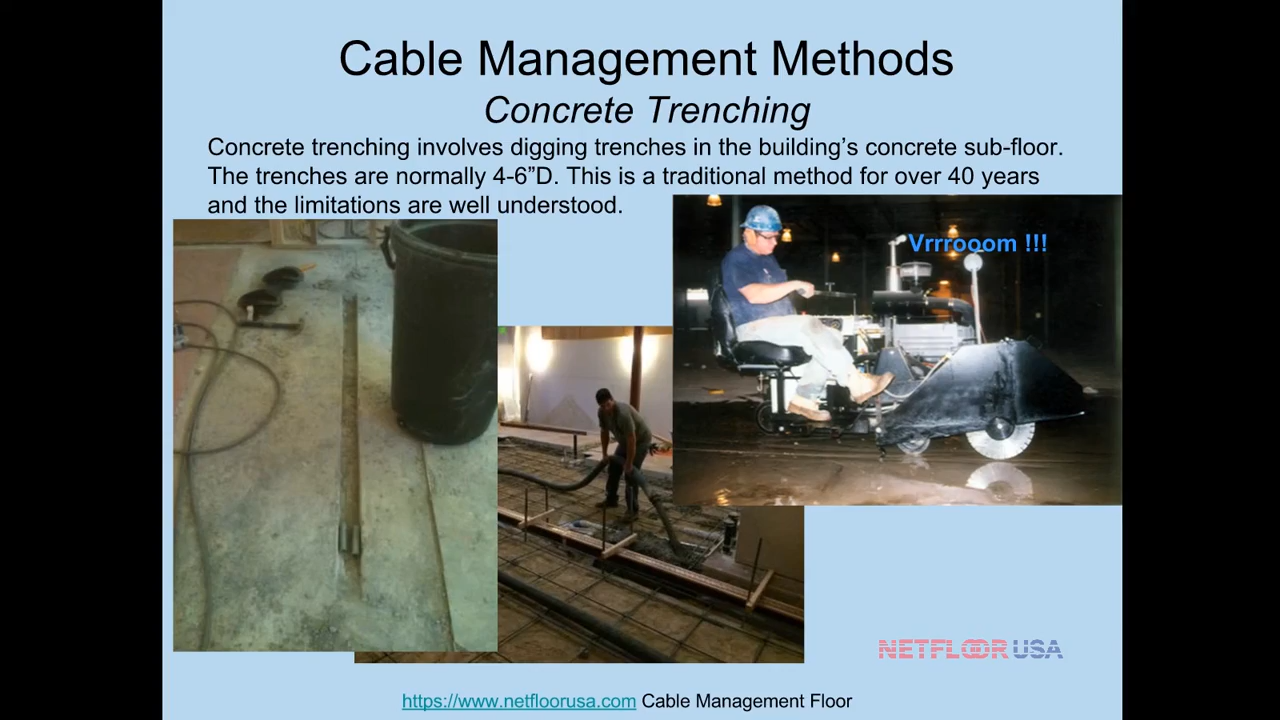 Cable Management Methods
Concrete Trenching
Concrete trenching involves digging trenches in the building’s concrete sub-floor.
The trenches are normally 4-6”D. This is a traditional method for over 40 years
and the limitations are well understood.
Vrrrooom !!!
NETFLOOR USA
https://www.netfloorusa.com Cable Management Floor